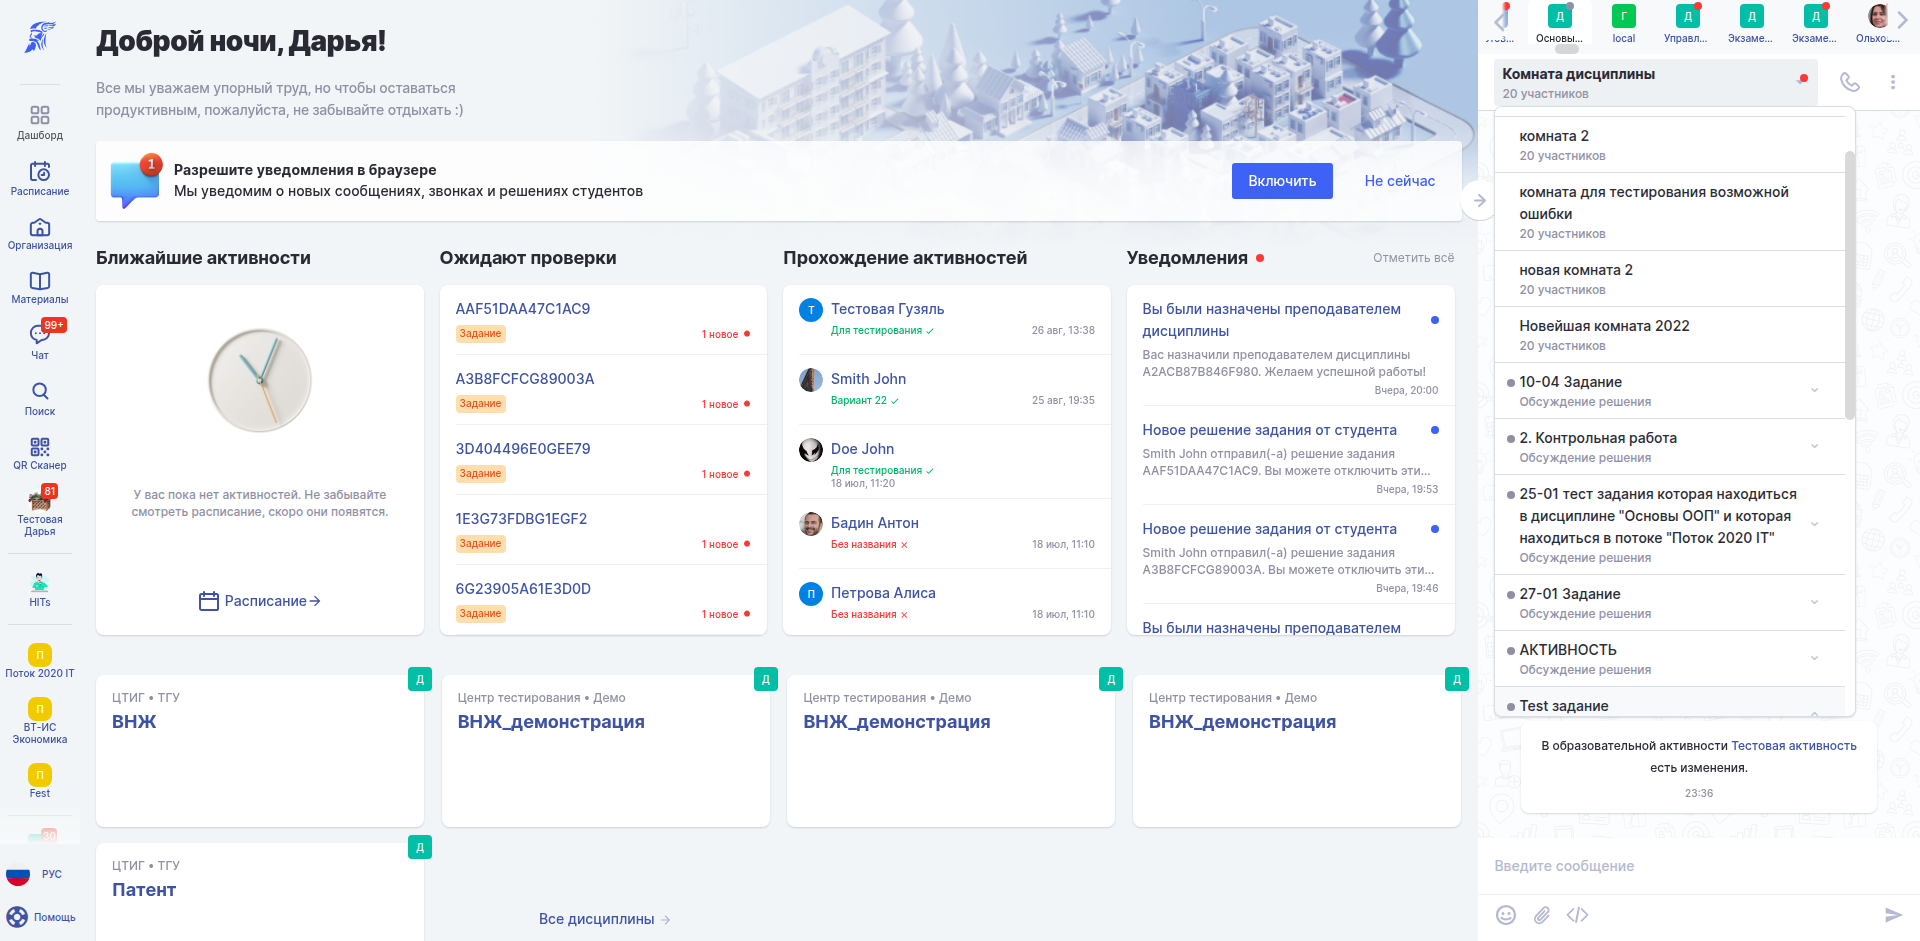 Дашборд
Расписание
Организация
Материалы
99+
Чат
Поиск
QR Сканер
81
Тестовая
Дарья
HITs
П
Поток 2020 IT
П
ВТ-ИС
Экономика
П
Fest
30
РУС
Помощь
Доброй ночи, Дарья!
Все мы уважаем упорный труд, но чтобы оставаться
продуктивным, пожалуйста, не забывайте отдыхать :)
1
Разрешите уведомления в браузере
Мы уведомим о новых сообщениях, звонках и решениях студентов
Включить
Не сейчас
Ближайшие активности
У вас пока нет активностей. Не забывайте
смотреть расписание, скоро они появятся.
Расписание
Ожидают проверки
AAF51DAA47C1AC9
Задание
1 новое
A3B8FCFCG89003A
Задание
1 новое
3D404496E0GEE79
Задание
1 новое
1E3G73FDBG1EGF2
Задание
1 новое
6G23905A61E3D0D
Задание
1 новое
Прохождение активностей
Т
Тестовая Гузяль
Для тестирования
26 авг, 13:38
Smith John
Вариант 22
25 авг, 19:35
Doe John
Для тестирования
18 июл, 11:20
Бадин Антон
Без названия
18 июл, 11:10
П
Петрова Алиса
Без названия
18 июл, 11:10
Уведомления
Отметить всё
Вы были назначены преподавателем
дисциплины
Вас назначили преподавателем дисциплины
A2ACB87B846F980. Желаем успешной работы!
Вчера, 20:00
Новое решение задания от студента
Smith John отправил(-а) решение задания
AAF51DAA47C1AC9. Вы можете отключить эти...
Вчера, 19:53
Новое решение задания от студента
Smith John отправил(-а) решение задания
A3B8FCFCG89003A. Вы можете отключить эти...
Вчера, 19:46
Вы были назначены преподавателем
Д
ЦТИГ • ТГУ
ВНЖ
Д
Центр тестирования • Демо
ВНЖ_демонстрация
Д
Центр тестирования • Демо
ВНЖ_демонстрация
Д
Центр тестирования • Демо
ВНЖ_демонстрация
Д
ЦТИГ • ТГУ
Патент
Все дисциплины
Д
Основы...
Г
local
Д
Управл...
Д
Экзаме...
Д
Экзаме...
Ольхов...
Комната дисциплины
20 участников
комната 2
20 участников
комната для тестирования возможной
ошибки
20 участников
новая комната 2
20 участников
Новейшая комната 2022
20 участников
10-04 Задание
Обсуждение решения
2. Контрольная работа
Обсуждение решения
25-01 тест задания которая находиться
в дисциплине "Основы ООП" и которая
находиться в потоке "Поток 2020 IT"
Обсуждение решения
27-01 Задание
Обсуждение решения
АКТИВНОСТЬ
Обсуждение решения
Test задание
В образовательной активности Тестовая активность
есть изменения.
23:36
Введите сообщение